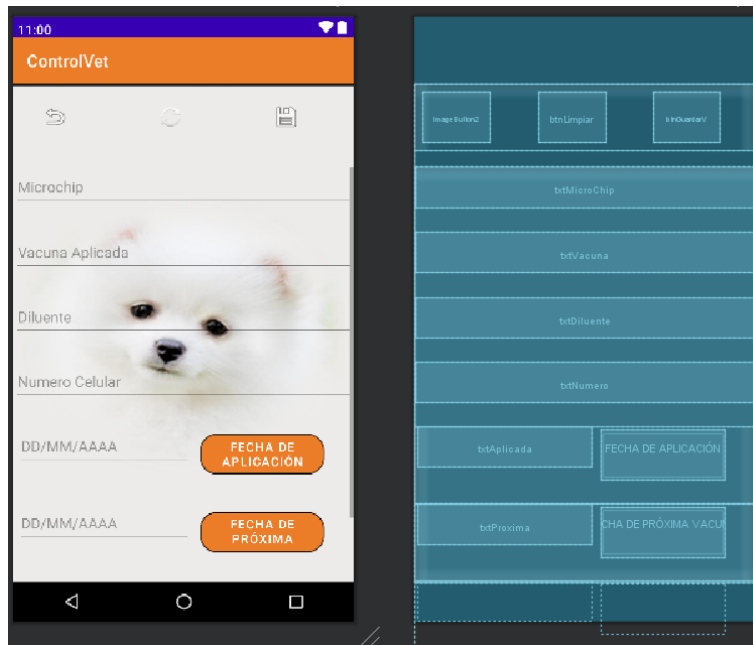 11:00
ControlVet
Microchip
Vacuna Aplicada
Diluente
Numero Celular
DD/MM/AAAA
FECHA DE
APLICACIÓN
DD/MM/AAAA
FECHA DE
PRÓXIMA
ImageButton2
btnLimpiar
btnGuardarV
txtMicroChip
txtVacuna
txtDiluente
txtNumero
txtAplicada
FECHA DE APLICACIÓN
txtProxima
CHA DE PRÓXIMA VACU